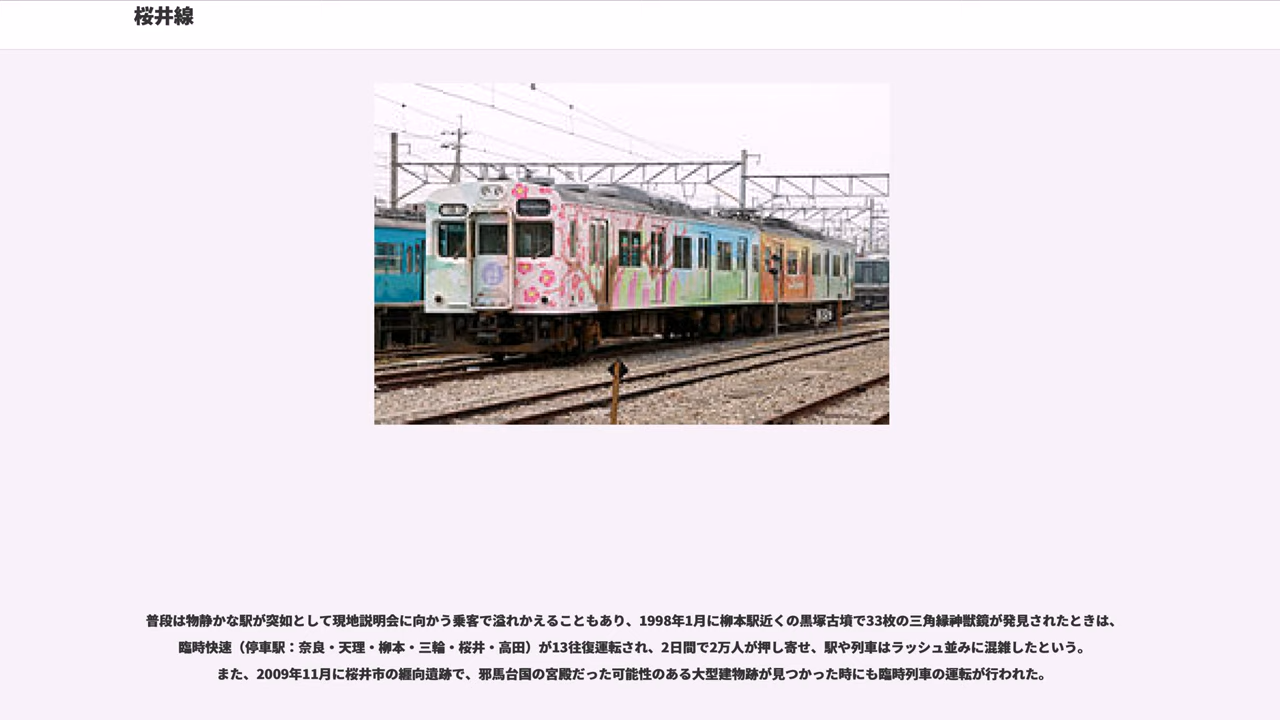 桜井線
普段は物静かな駅が突如として現地説明会に向かう乗客で溢れかえることもあり、1998年1月に柳本駅近くの黒塚古墳で33枚の三角縁神獣鏡が発見されたときは、
臨時快速（停車駅：奈良・天理・柳本・三輪・桜井・高田）が13往復運転され、2日間で2万人が押し寄せ、駅や列車はラッシュ並みに混雑したという。
また、2009年11月に桜井市の纒向遺跡で、邪馬台国の宮殿だった可能性のある大型建物跡が見つかった時にも臨時列車の運転が行われた。